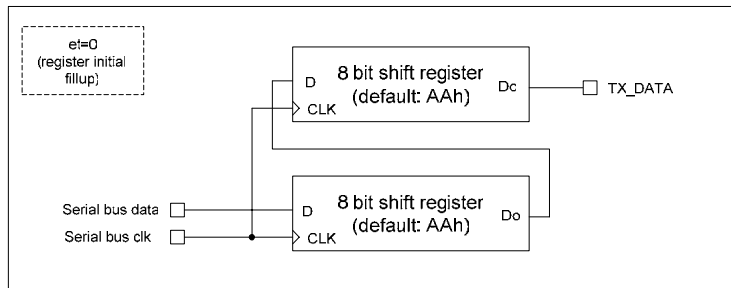 et=0
(register initial
fillup)
8 bit shift register
(default: AAh)
D
CLK
Do
TX_DATA
8 bit shift register
(default: AAh)
D
CLK
Do
Serial bus data
Serial bus clk